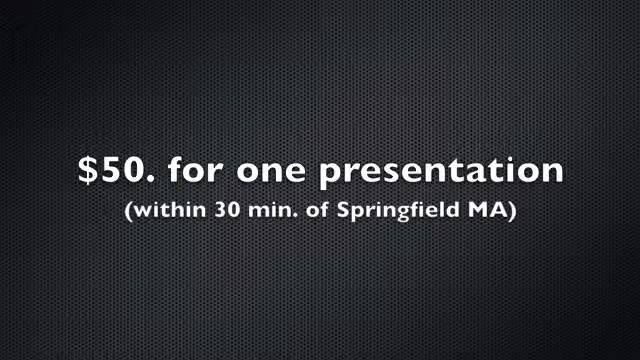 $50. for one presentation
(within 30 min. of Springfield MA)